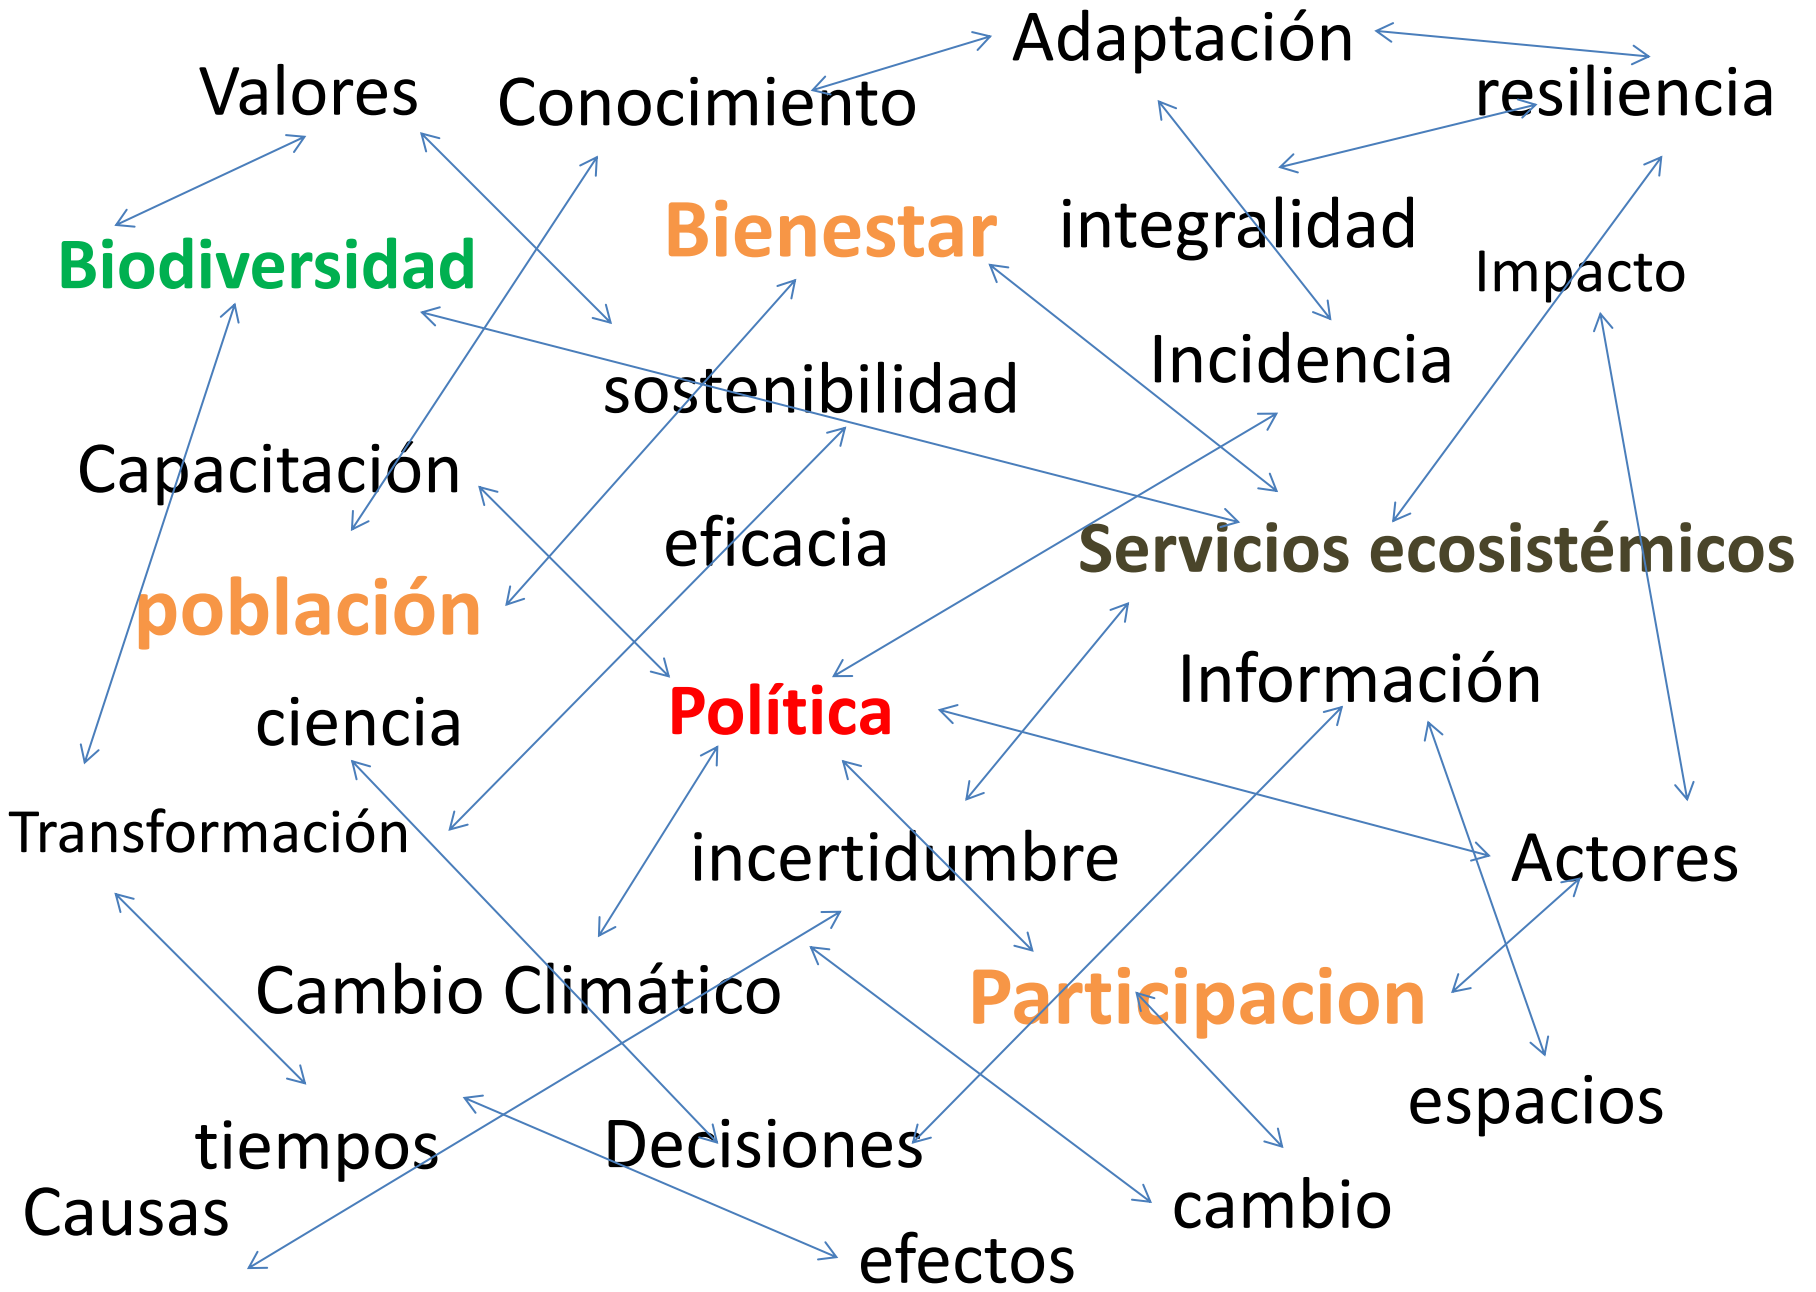 Adaptación
Valores
Conocimiento
resiliencia
Bienestar
integralidad
Biodiversidad
Impacto
sostenibilidad
Incidencia
Capacitación
eficacia
Servicios ecosistémicos
población
Información
ciencia
Política
Transformación
incertidumbre
Actores
Cambio Climático
Participacion
espacios
tiempos
Decisiones
Causas
cambio
efectos